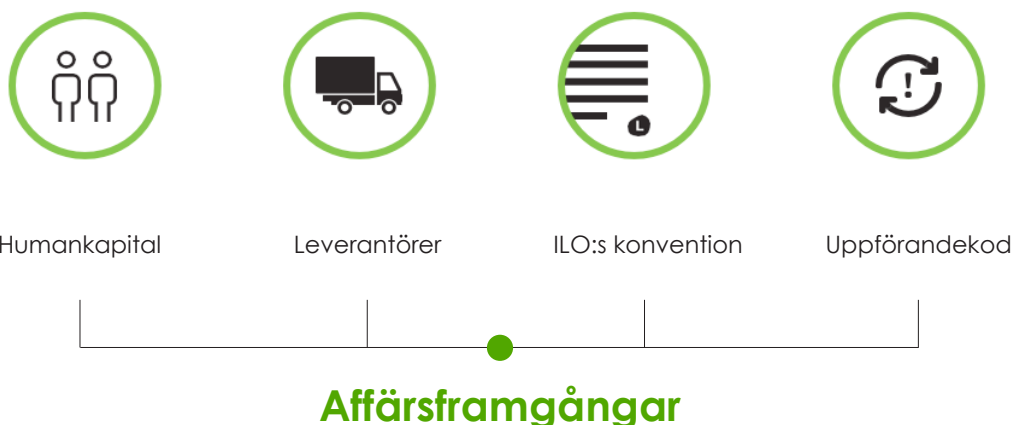 !
L
Humankapital
Leverantörer
ILO:s konvention
Uppförandekod
Affärsframgångar